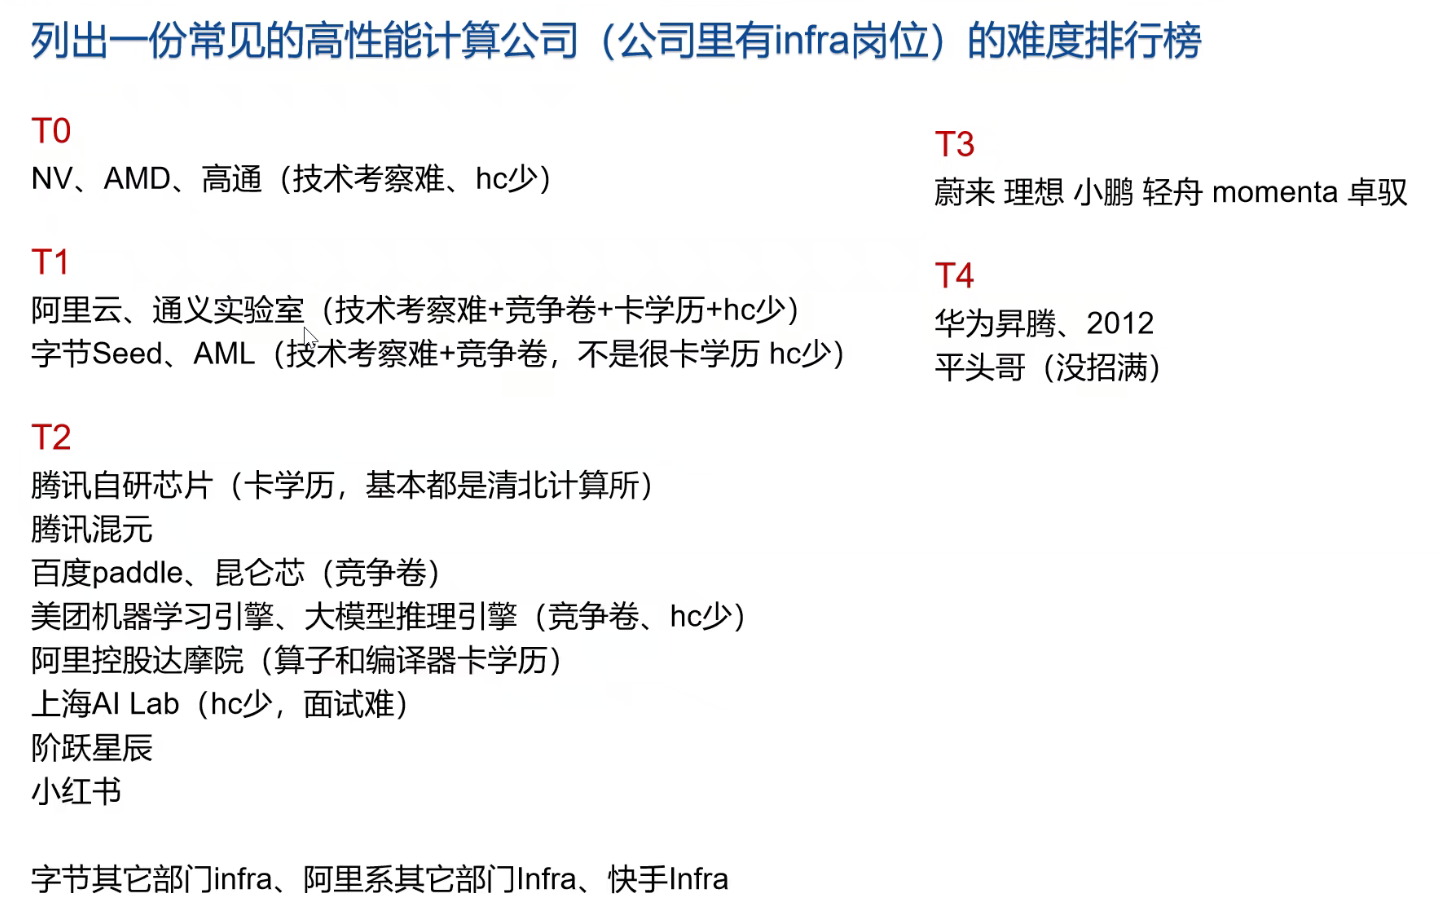 列出一份常见的高性能计算公司（公司里有infra岗位）的难度排行榜
T0
NV、AMD、高通（技术考察难、hc少）
T1
阿里云、通义实验室（技术考察难+竞争卷+卡学历+hc少）
字节Seed、AML（技术考察难+竞争卷，不是很卡学历 hc少）
T2
腾讯自研芯片（卡学历，基本都是清北计算所）
腾讯混元
百度paddle、昆仑芯（竞争卷）
美团机器学习引擎、大模型推理引擎（竞争卷、hc少）
阿里控股达摩院（算子和编译器卡学历）
上海AI Lab（hc少，面试难）
阶跃星辰
小红书
字节其它部门infra、阿里系其它部门Infra、快手Infra
T3
蔚来 理想 小鹏 轻舟 momenta 卓驭
T4
华为昇腾、2012
平头哥（没招满）